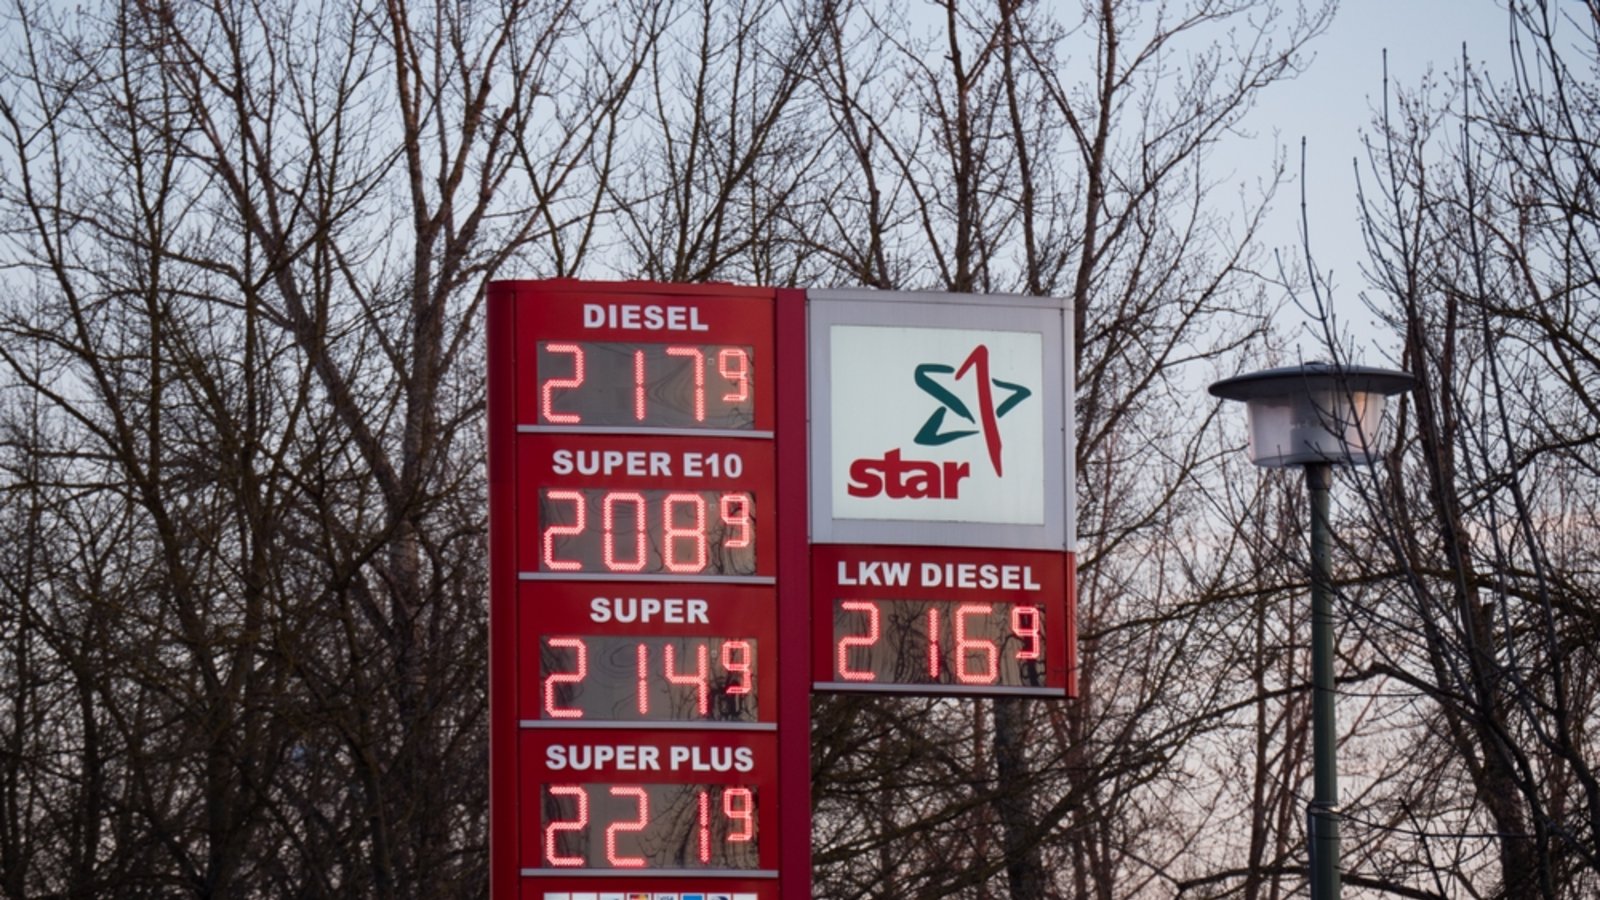 DIESEL
2179
SUPER E10
2089
SUPER
2149
SUPER PLUS
2219
star
LKW DIESEL
2169